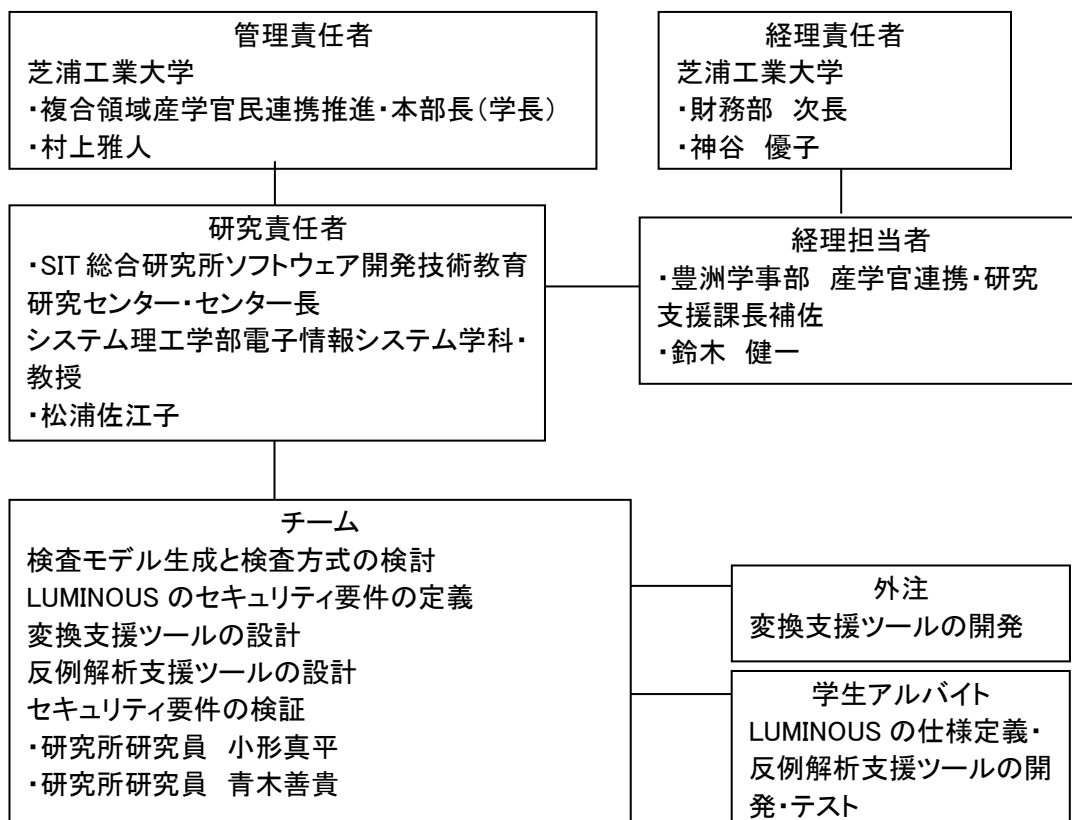 管理責任者
芝浦工業大学
・複合領域産学官民連携推進・本部長（学長）
・村上雅人
経理責任者
芝浦工業大学
・財務部　次長
・神谷　優子
研究責任者
・SIT 総合研究所ソフトウェア開発技術教育
研究センター・センター長
システム理工学部電子情報システム学科・
教授
・松浦佐江子
経理担当者
・豊洲学事部　産学官連携・研究
支援課長補佐
・鈴木　健一
チーム
検査モデル生成と検査方式の検討
LUMINOUS のセキュリティ要件の定義
変換支援ツールの設計
反例解析支援ツールの設計
セキュリティ要件の検証
・研究所研究員　小形真平
・研究所研究員　青木善貴
外注
変換支援ツールの開発
学生アルバイト
LUMINOUS の仕様定義・
反例解析支援ツールの開
発・テスト